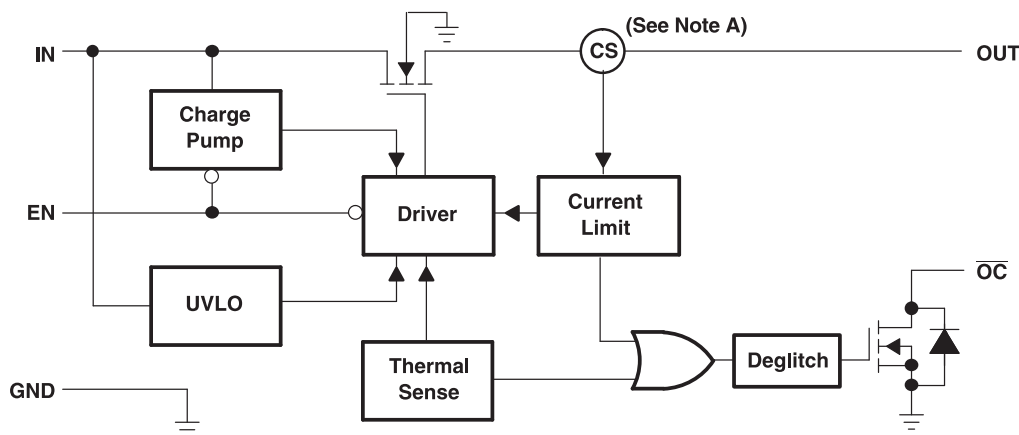 (See Note A)
IN
CS
OUT
Charge
Pump
EN
Driver
Current
Limit
UVLO
OC
Thermal
Sense
Deglitch
GND